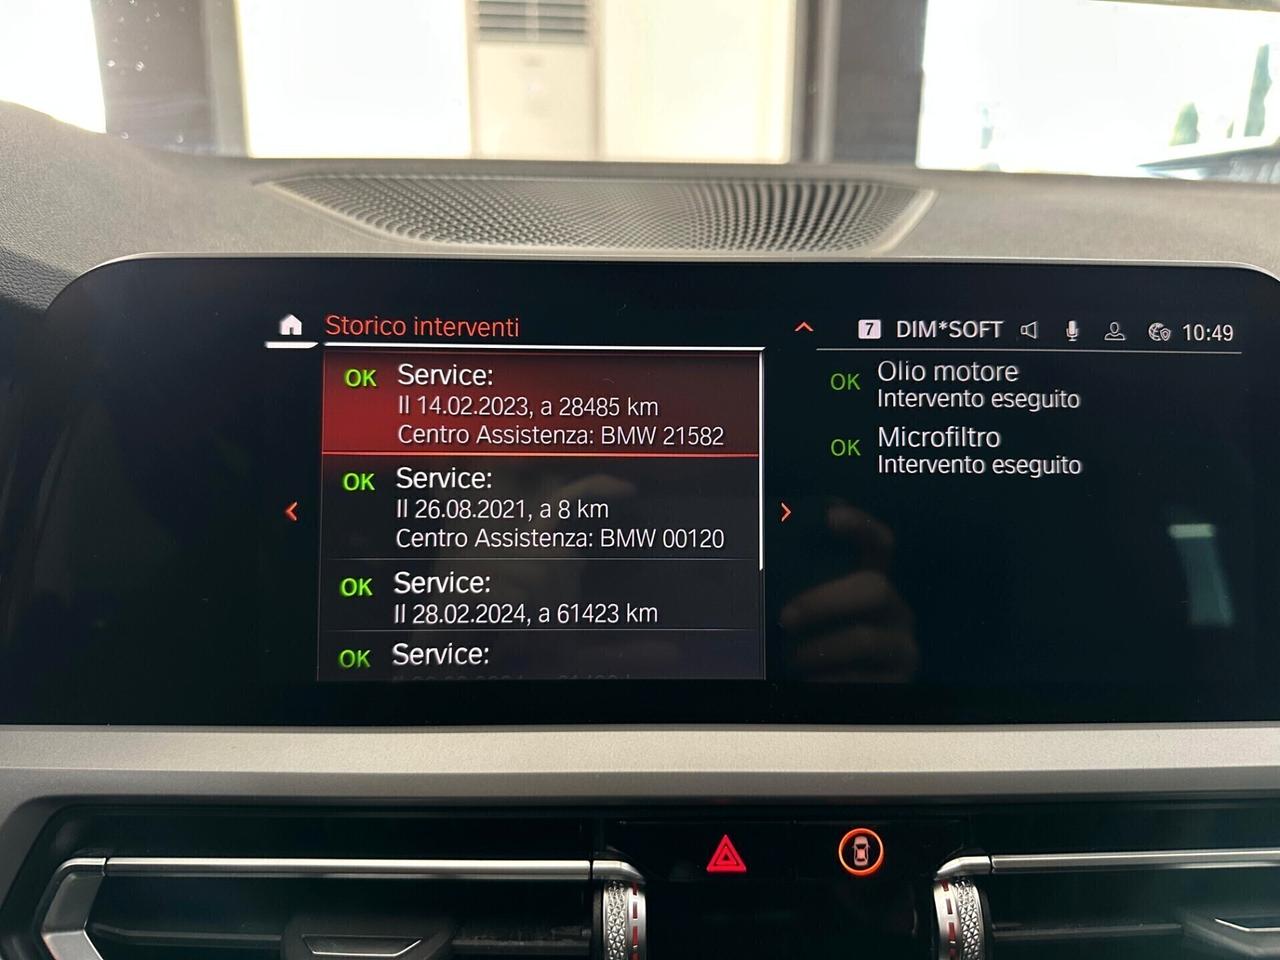 Storico interventi
7 DIM*SOFT 10:49
OK Service:
Il 14.02.2023, a 28485 km
Centro Assistenza: BMW 21582
OK Service:
Il 26.08.2021, a 8 km
Centro Assistenza: BMW 00120
OK Service:
Il 28.02.2024, a 61423 km
OK Service:
OK Olio motore
Intervento eseguito
OK Microfiltro
Intervento eseguito